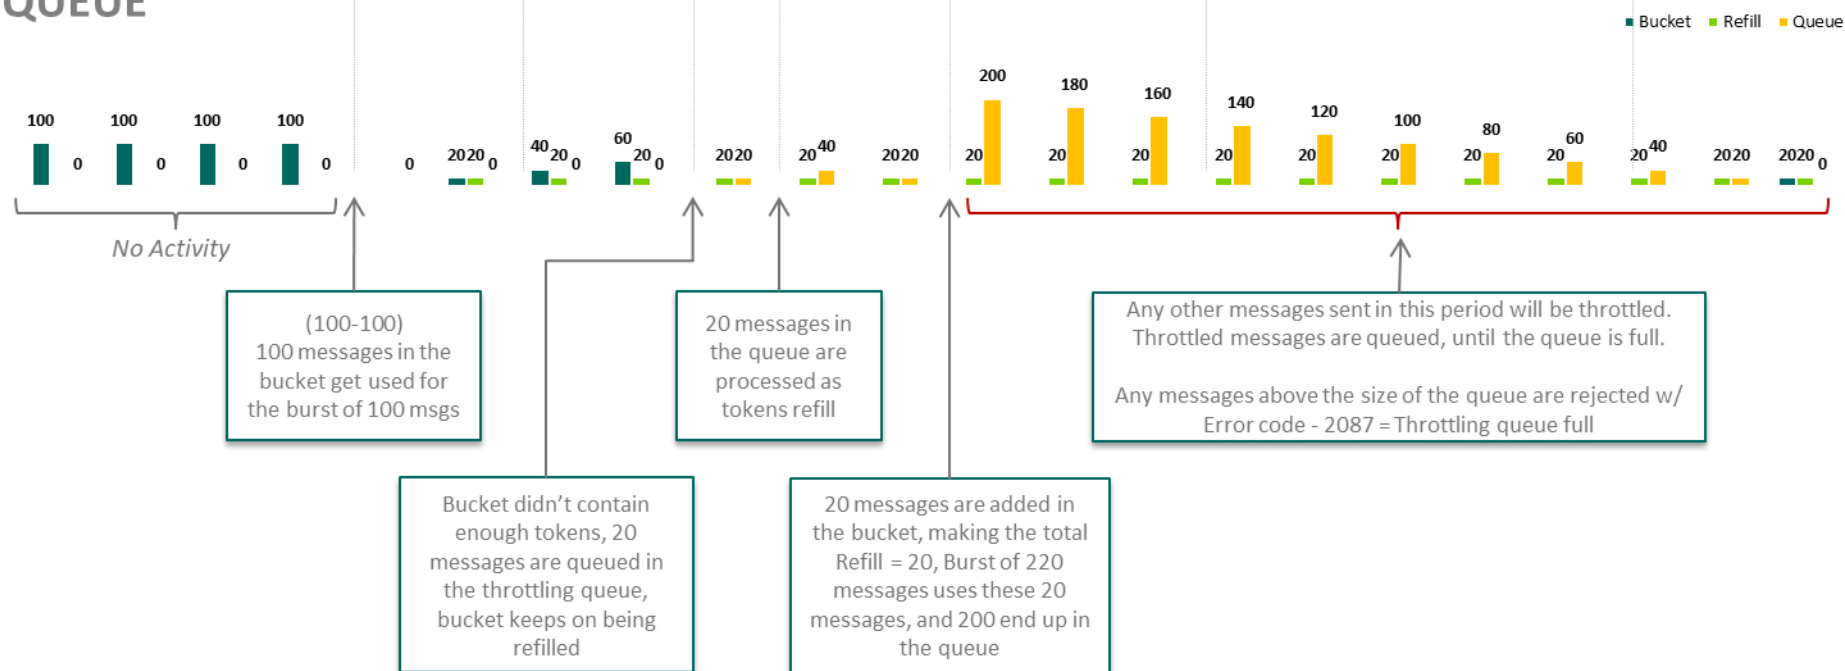 QUEUE
Bucket Refill Queue
100 0 100 0 100 0 100 0 0 20 20 0 40 20 0 60 20 0 20 20 20 40 20 20 20 200 20 180 20 160 20 140 20 120 20 100 20 80 20 60 20 40 20 20 20 20 0
No Activity
(100-100)
100 messages in the
bucket get used for
the burst of 100 msgs
Bucket didn't contain
enough tokens, 20
messages are queued in
the throttling queue,
bucket keeps on being
refilled
20 messages in
the queue are
processed as
tokens refill
20 messages are added in
the bucket, making the total
Refill = 20, Burst of 220
messages uses these 20
messages, and 200 end up in
the queue
Any other messages sent in this period will be throttled.
Throttled messages are queued, until the queue is full.
Any messages above the size of the queue are rejected w/
Error code - 2087 = Throttling queue full